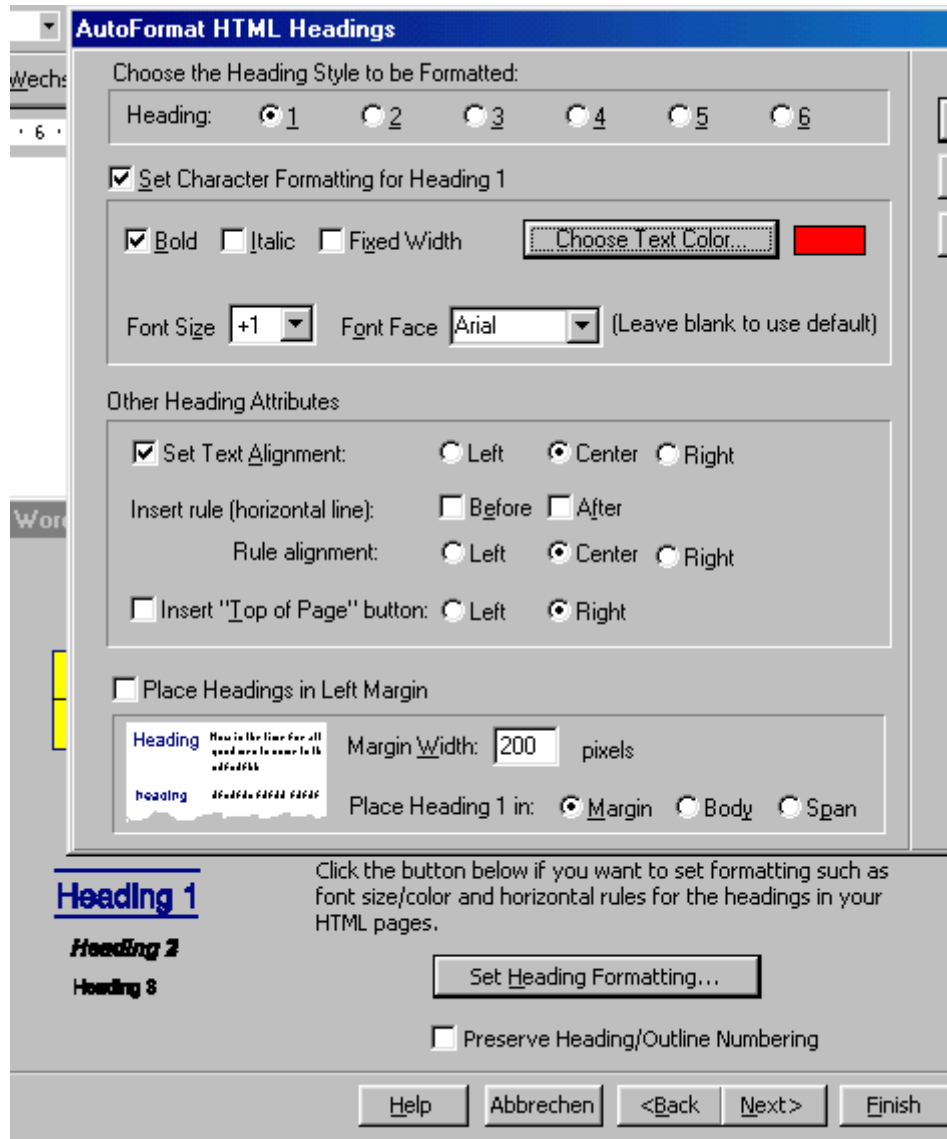 AutoFormat HTML Headings
Wechs
· 6 ·
Choose the Heading Style to be Formatted:
Heading: 1 2 3 4 5 6
Set Character Formatting for Heading 1
Bold Italic Fixed Width Choose Text Color...
Font Size +1 Font Face Arial (Leave blank to use default)
Other Heading Attributes
Set Text Alignment: Left Center Right
Insert rule (horizontal line): Before After
Word
Rule alignment: Left Center Right
Insert "Top of Page" button: Left Right
Place Headings in Left Margin
Heading
heading
Margin Width: 200 pixels
Place Heading 1 in: Margin Body Span
Heading 1
Heading 2
Heading 3
Click the button below if you want to set formatting such as
font size/color and horizontal rules for the headings in your
HTML pages.
Set Heading Formatting...
Preserve Heading/Outline Numbering
Help Abbrechen <Back Next> Finish